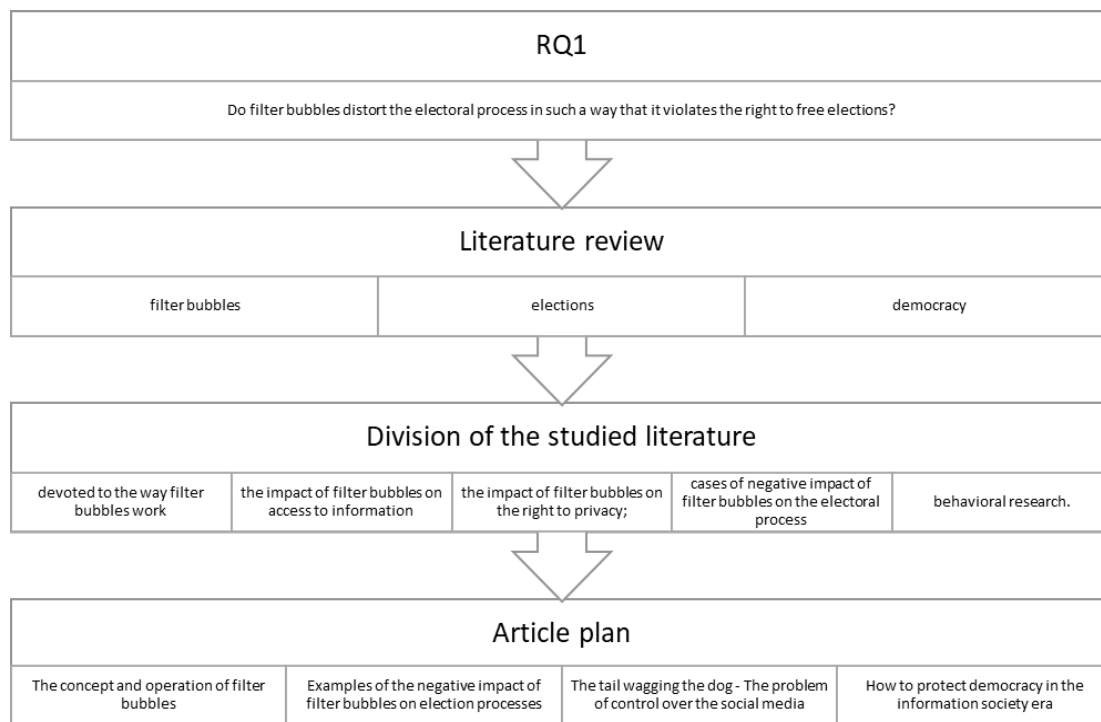 RQ1
Do filter bubbles distort the electoral process in such a way that it violates the right to free elections?
Literature review
filter bubbles
elections
democracy
Division of the studied literature
devoted to the way filter
bubbles work
the impact of filter bubbles on
access to information
the impact of filter bubbles on
the right to privacy;
cases of negative impact of
filter bubbles on the electoral
process
behavioral research.
Article plan
The concept and operation of filter
bubbles
Examples of the negative impact of
filter bubbles on election processes
The tail wagging the dog - The problem
of control over the social media
How to protect democracy in the
information society era